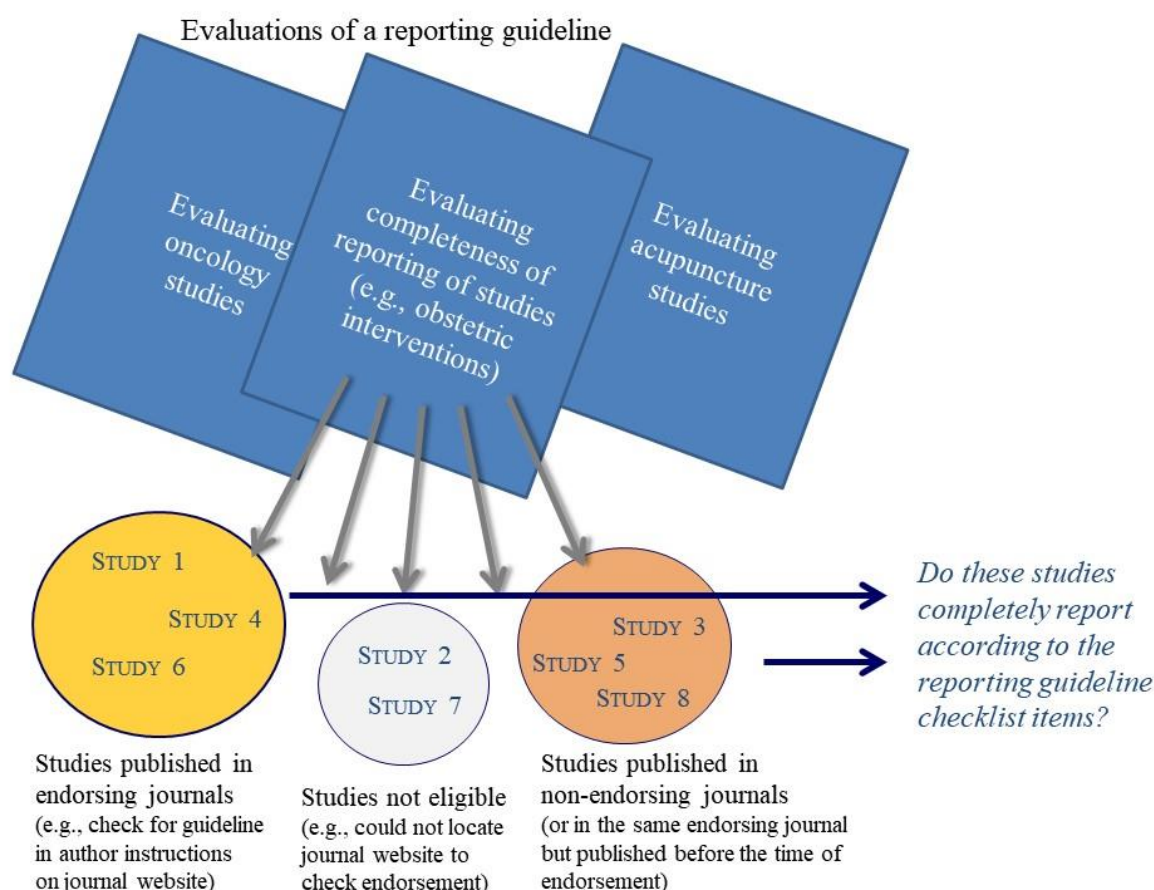 Evaluations of a reporting guideline
Evaluating
oncology
studies
Evaluating
completeness of
reporting of studies
(e.g., obstetric
interventions)
Evaluating
acupuncture
studies
STUDY 1
STUDY 4
STUDY 6
STUDY 2
STUDY 7
STUDY 3
STUDY 5
STUDY 8
Do these studies
completely report
according to the
reporting guideline
checklist items?
Studies published in
endorsing journals
(e.g., check for guideline
in author instructions
on journal website)
Studies not eligible
(e.g., could not locate
journal website to
check endorsement)
Studies published in
non-endorsing journals
(or in the same endorsing journal
but published before the time of
endorsement)